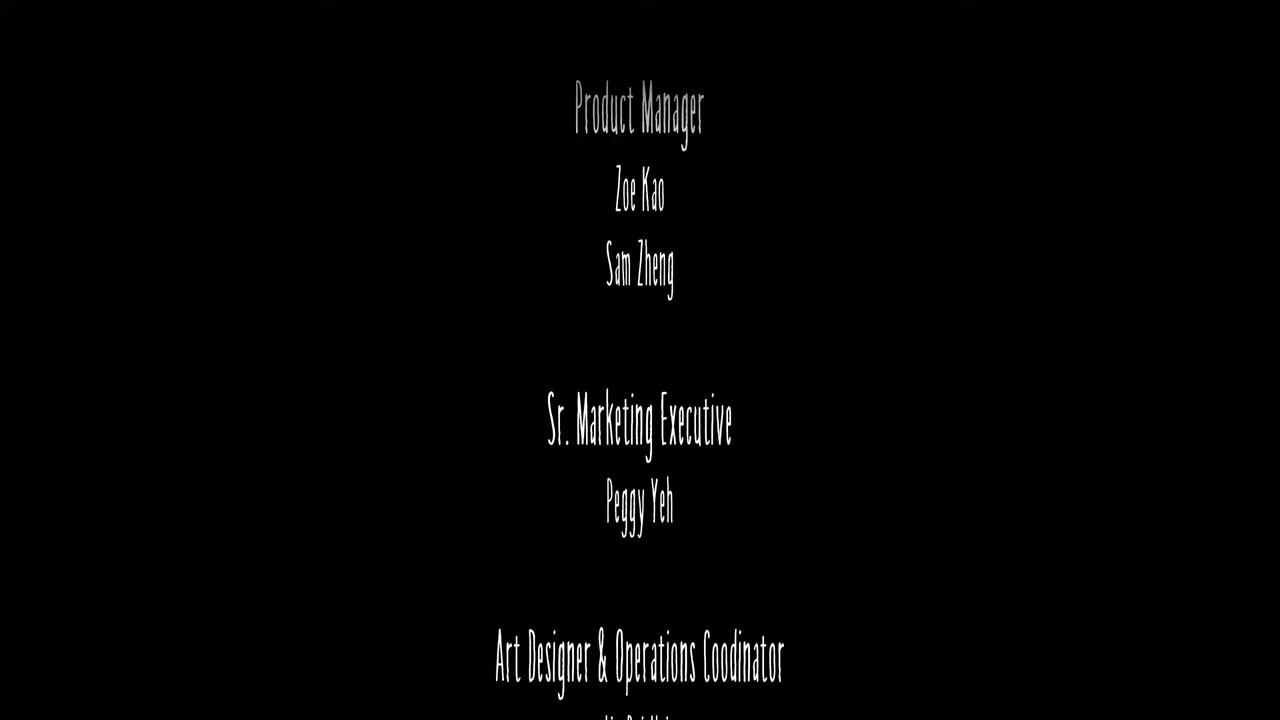 Product Manager
Zoe Kao
Sam Zheng
Sr. Marketing Executive
Peggy Yeh
Art Designer & Operations Coodinator